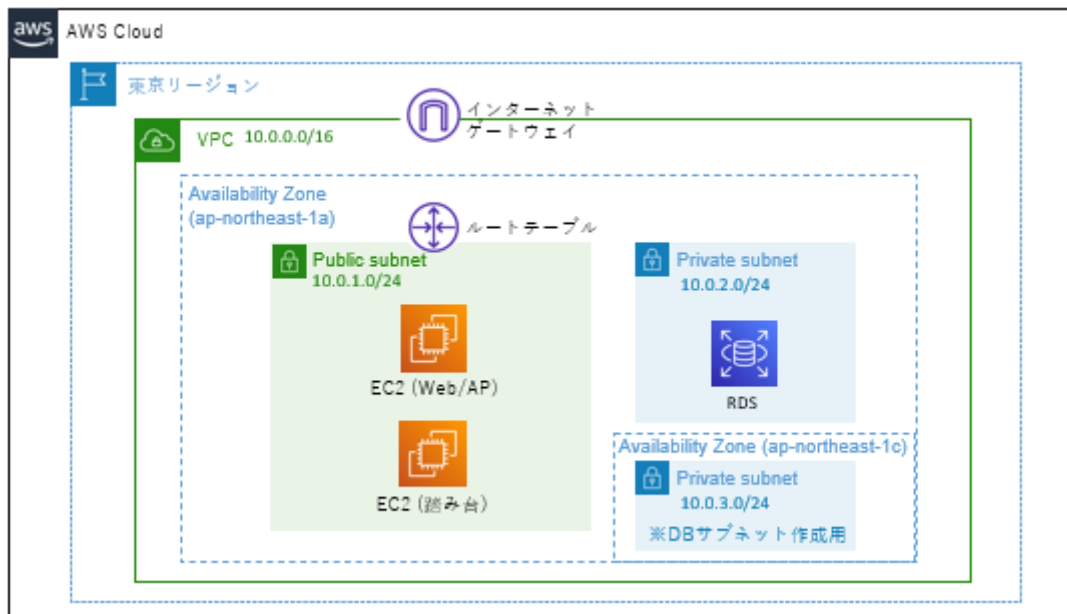 aws
AWS Cloud
東京リージョン
インターネット
ゲートウェイ
VPC 10.0.0.0/16
Availability Zone
(ap-northeast-1a)
ルートテーブル
Public subnet
10.0.1.0/24
EC2 (Web/AP)
EC2 (踏み台)
Private subnet
10.0.2.0/24
RDS
Availability Zone (ap-northeast-1c)
Private subnet
10.0.3.0/24
※DBサブネット作成用